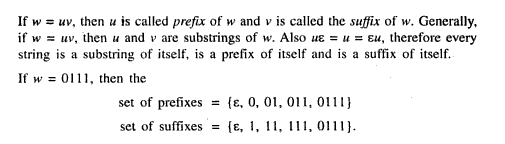 If w = uv, then u is called prefix of w and v is called the suffix of w. Generally,
if w = uv, then u and v are substrings of w. Also uε = u = εu, therefore every
string is a substring of itself, is a prefix of itself and is a suffix of itself.
If w = 0111, then the
set of prefixes = {ε, 0, 01, 011, 0111}
set of suffixes = {ε, 1, 11, 111, 0111}.